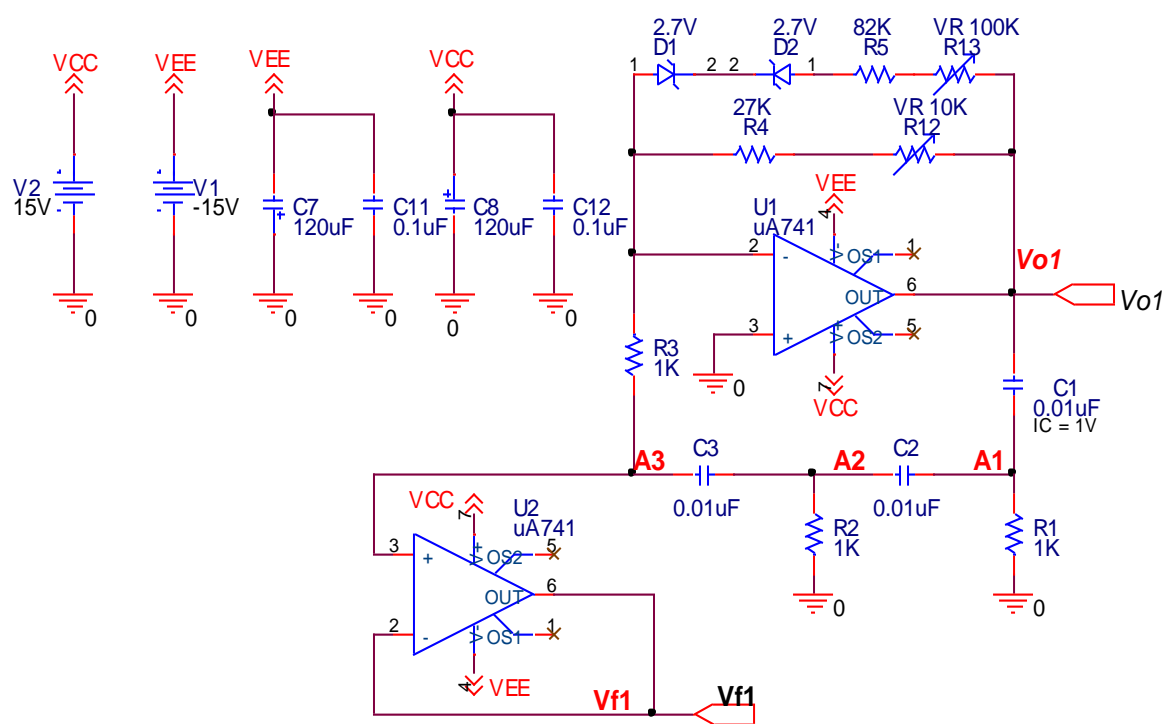 VCC
V2
15V
0
VEE
V1
-15V
0
VEE
C7
120uF
0
C11
0.1uF
0
VCC
C8
120uF
0
C12
0.1uF
0
2.7V
D1
1
2
2.7V
D2
2
1
82K
R5
VR 100K
R13
27K
R4
VR 10K
R12
VEE
4
U1
uA741
2
-
V-
OS1
1
OUT
6
3
+
V+
OS2
5
7
VCC
0
Vo1
Vo1
R3
1K
C1
0.01uF
IC = 1V
A3
C3
0.01uF
A2
C2
0.01uF
A1
R2
1K
0
R1
1K
0
VCC
7
U2
uA741
3
+
V+
OS2
5
OUT
6
2
-
V-
OS1
1
4
VEE
Vf1
Vf1